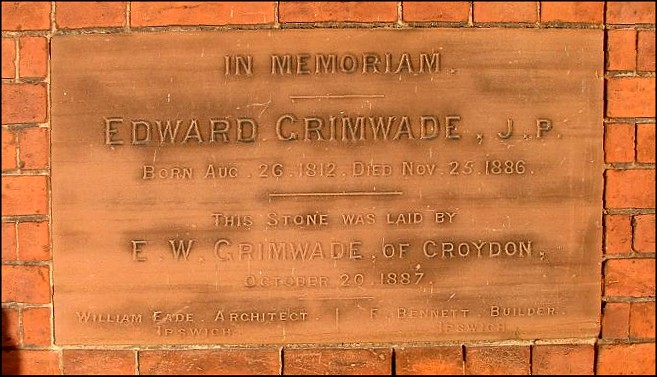 IN MEMORIAM.
EDWARD GRIMWADE, J.P.
BORN AUG. 26. 1812. DIED NOV. 25. 1886.
THIS STONE WAS LAID BY
E. W. GRIMWADE, OF CROYDON,
OCTOBER 20. 1887.
WILLIAM EADE. ARCHITECT. | F. BENNETT. BUILDER.
IPSWICH. IPSWICH.